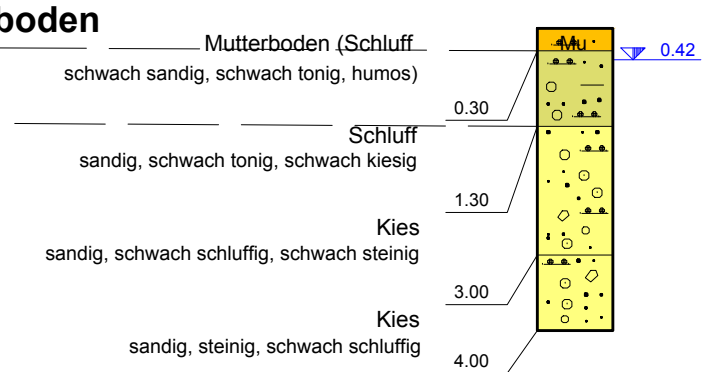 boden
Mutterboden (Schluff
schwach sandig, schwach tonig, humos)
Mu
0.42
0.30
Schluff
sandig, schwach tonig, schwach kiesig
1.30
Kies
sandig, schwach schluffig, schwach steinig
3.00
Kies
sandig, steinig, schwach schluffig
4.00